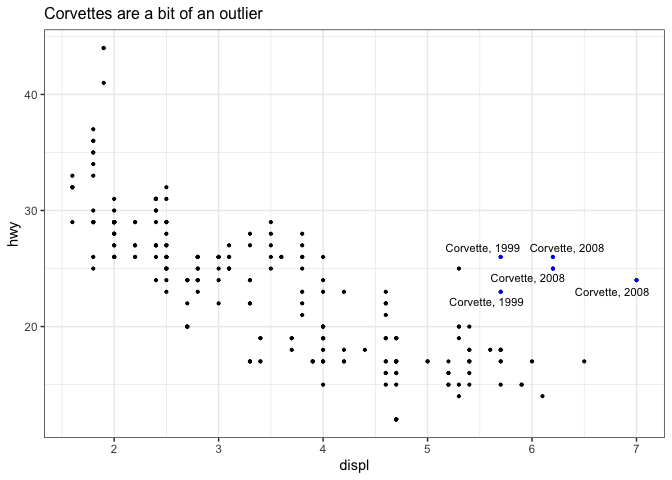 Corvettes are a bit of an outlier
40
30
20
hwy
Corvette, 1999
Corvette, 2008
Corvette, 2008
Corvette, 2008
Corvette, 1999
2 3 4 5 6 7
displ